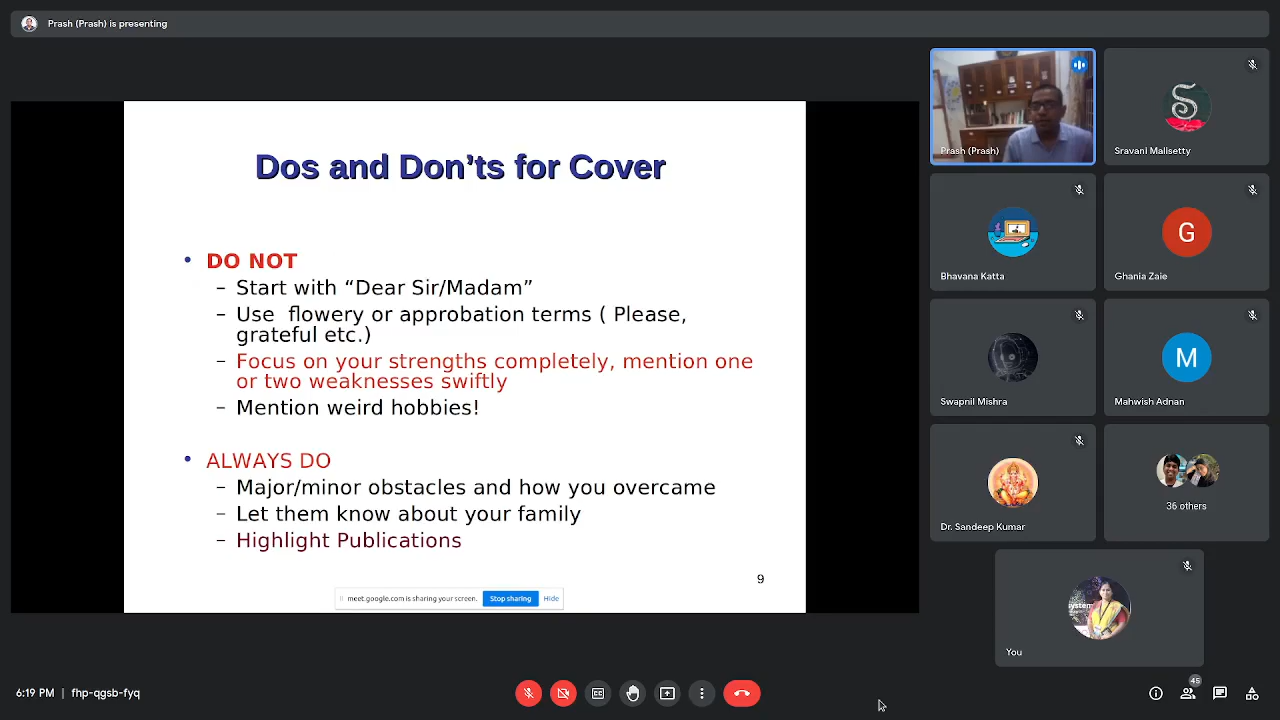 Prash (Prash) is presenting
Dos and Don’ts for Cover
• DO NOT
– Start with “Dear Sir/Madam”
– Use flowery or approbation terms ( Please,
grateful etc.)
– Focus on your strengths completely, mention one
or two weaknesses swiftly
– Mention weird hobbies!
• ALWAYS DO
– Major/minor obstacles and how you overcame
– Let them know about your family
– Highlight Publications
9
meet.google.com is sharing your screen.
Stop sharing
Hide
Prash (Prash)
Sravani Malisetty
Bhavana Katta
G
Ghania Zaie
Swapnil Mishra
M
Mahwish Adnan
Dr. Sandeep Kumar
36 others
system
You
6:19 PM | fhp-qgsb-fyq
45